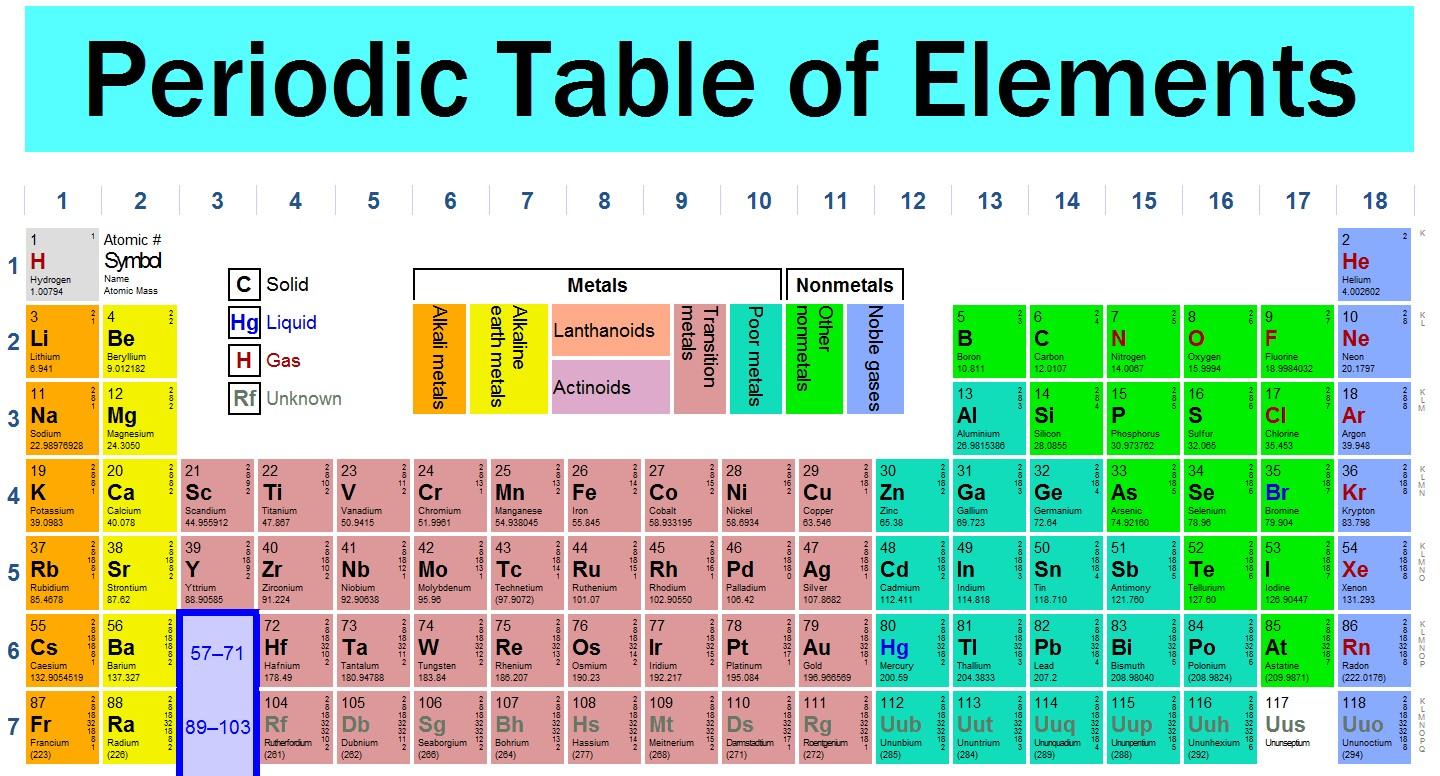 Periodic Table of Elements
1 2 3 4 5 6 7 8 9 10 11 12 13 14 15 16 17 18
1
1 Atomic # 2
H Symbol He
Hydrogen Name Helium
1.00794 Atomic Mass 4.002602
C Solid
Hg Liquid
H Gas
Rf Unknown
Metals Nonmetals
Alkali metals
Alkaline earth metals
Lanthanoids
Actinoids
Transition metals
Poor metals
Other nonmetals
Noble gases
2
3 4 5 6 7 8 9 10
Li Be B C N O F Ne
Lithium Beryllium Boron Carbon Nitrogen Oxygen Fluorine Neon
6.941 9.012182 10.811 12.0107 14.0067 15.9994 18.9984032 20.1797
3
11 12 13 14 15 16 17 18
Na Mg Al Si P S Cl Ar
Sodium Magnesium Aluminium Silicon Phosphorus Sulfur Chlorine Argon
22.98976928 24.3050 26.9815386 28.0855 30.973762 32.065 35.453 39.948
4
19 20 21 22 23 24 25 26 27 28 29 30 31 32 33 34 35 36
K Ca Sc Ti V Cr Mn Fe Co Ni Cu Zn Ga Ge As Se Br Kr
Potassium Calcium Scandium Titanium Vanadium Chromium Manganese Iron Cobalt Nickel Copper Zinc Gallium Germanium Arsenic Selenium Bromine Krypton
39.0983 40.078 44.955912 47.867 50.9415 51.9961 54.938045 55.845 58.933195 58.6934 63.546 65.38 69.723 72.64 74.92160 78.96 79.904 83.798
5
37 38 39 40 41 42 43 44 45 46 47 48 49 50 51 52 53 54
Rb Sr Y Zr Nb Mo Tc Ru Rh Pd Ag Cd In Sn Sb Te I Xe
Rubidium Strontium Yttrium Zirconium Niobium Molybdenum Technetium Ruthenium Rhodium Palladium Silver Cadmium Indium Tin Antimony Tellurium Iodine Xenon
85.4678 87.62 88.90585 91.224 92.90638 95.96 (97.9072) 101.07 102.90550 106.42 107.8682 112.411 114.818 118.710 121.760 127.60 126.90447 131.293
6
55 56 57–71 72 73 74 75 76 77 78 79 80 81 82 83 84 85 86
Cs Ba Hf Ta W Re Os Ir Pt Au Hg Tl Pb Bi Po At Rn
Caesium Barium Hafnium Tantalum Tungsten Rhenium Osmium Iridium Platinum Gold Mercury Thallium Lead Bismuth Polonium Astatine Radon
132.9054519 137.327 178.49 180.94788 183.84 186.207 190.23 192.217 195.084 196.966569 200.59 204.3833 207.2 208.98040 (208.9824) (209.9871) (222.0176)
7
87 88 89–103 104 105 106 107 108 109 110 111 112 113 114 115 116 117 118
Fr Ra Rf Db Sg Bh Hs Mt Ds Rg Uub Uut Uuq Uup Uuh Uus Uuo
Francium Radium Rutherfordium Dubnium Seaborgium Bohrium Hassium Meitnerium Darmstadtium Roentgenium Ununbium Ununtrium Ununquadium Ununpentium Ununhexium Ununseptium Ununoctium
(223) (226) (261) (262) (266) (264) (277) (268) (271) (272) (285) (284) (289) (288) (292) (294)